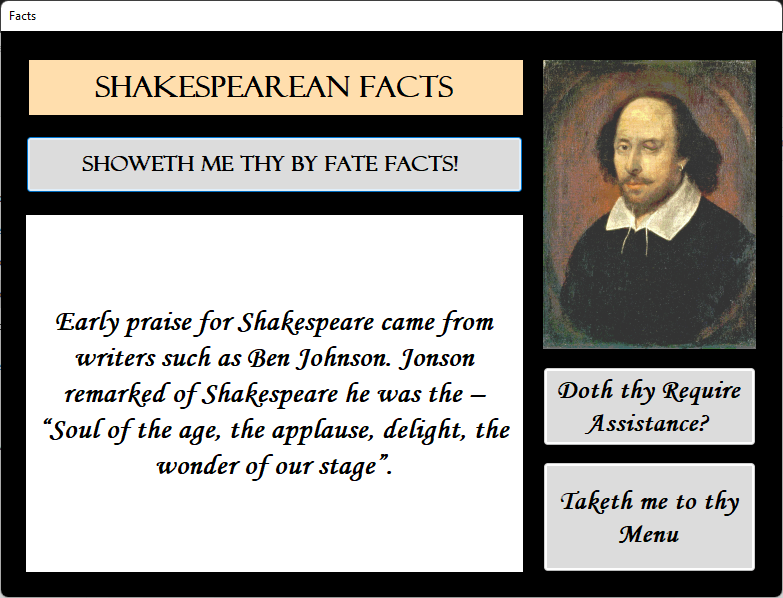 Facts
SHAKESPEAREAN FACTS
SHOWETH ME THY BY FATE FACTS!
Early praise for Shakespeare came from
writers such as Ben Johnson. Jonson
remarked of Shakespeare he was the –
“Soul of the age, the applause, delight, the
wonder of our stage”.
Doth thy Require
Assistance?
Taketh me to thy
Menu